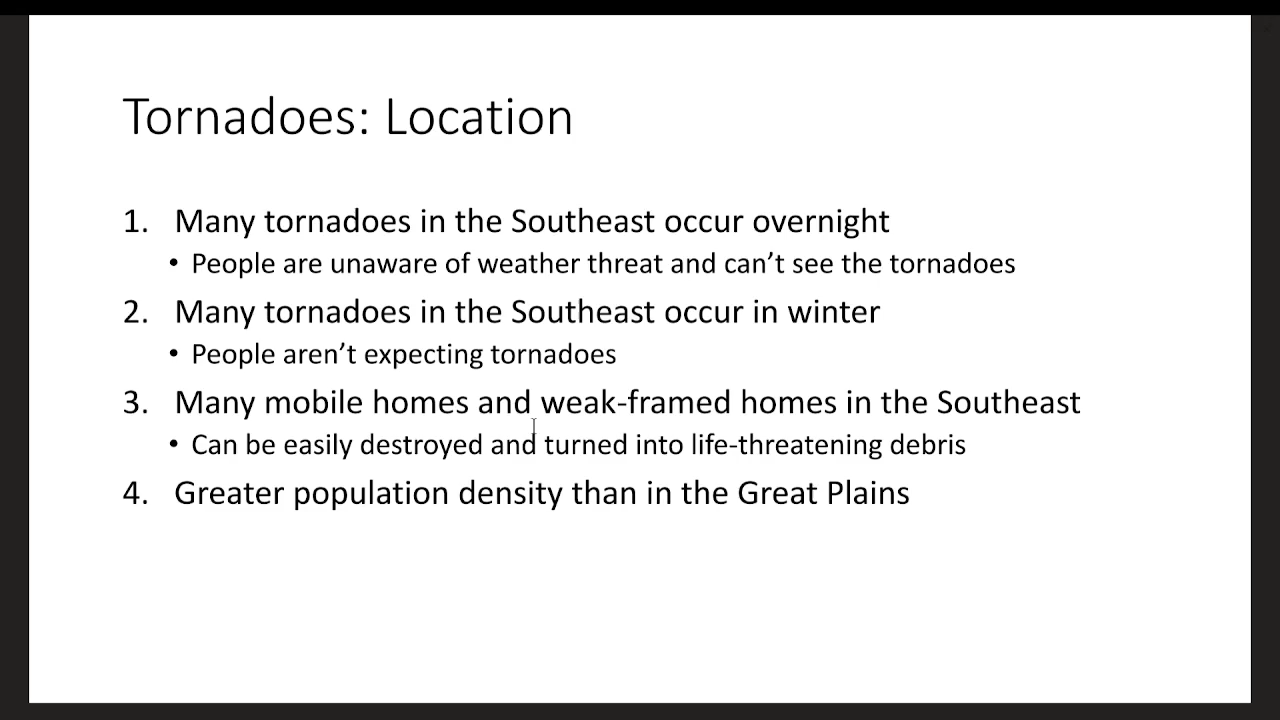 Tornadoes: Location
1. Many tornadoes in the Southeast occur overnight
• People are unaware of weather threat and can’t see the tornadoes
2. Many tornadoes in the Southeast occur in winter
• People aren’t expecting tornadoes
3. Many mobile homes and weak-framed homes in the Southeast
• Can be easily destroyed and turned into life-threatening debris
4. Greater population density than in the Great Plains